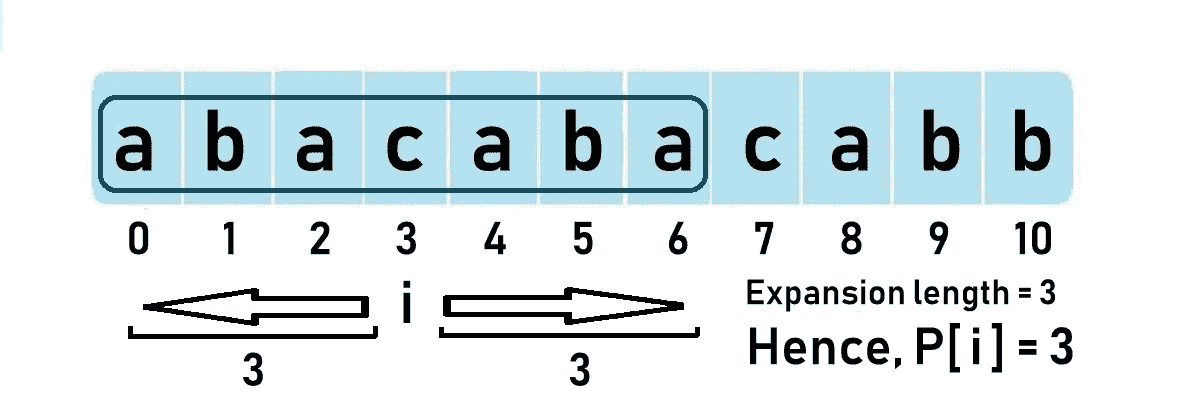 a b a c a b a c a b b
0 1 2 3 4 5 6 7 8 9 10
i
3 3
Expansion length = 3
Hence, P[i] = 3